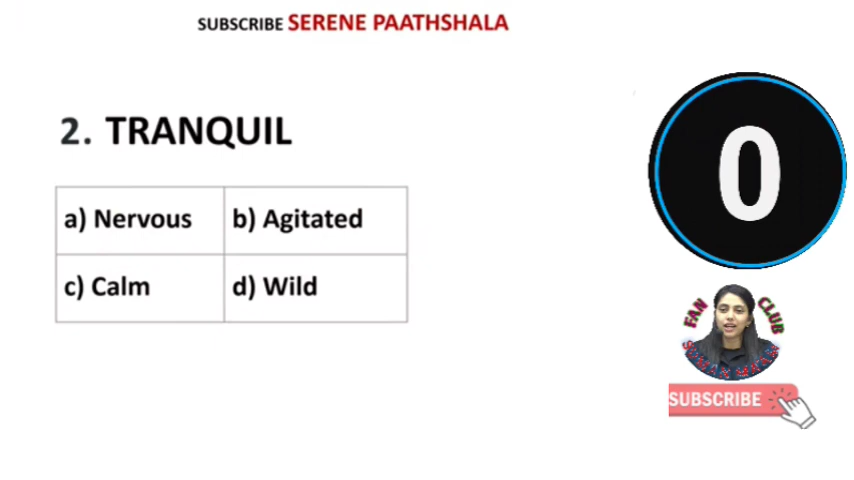 SUBSCRIBE SERENE PAATHSHALA
2. TRANQUIL
a) Nervous b) Agitated
c) Calm d) Wild
0
FAN CLUB
SUBSCRIBE